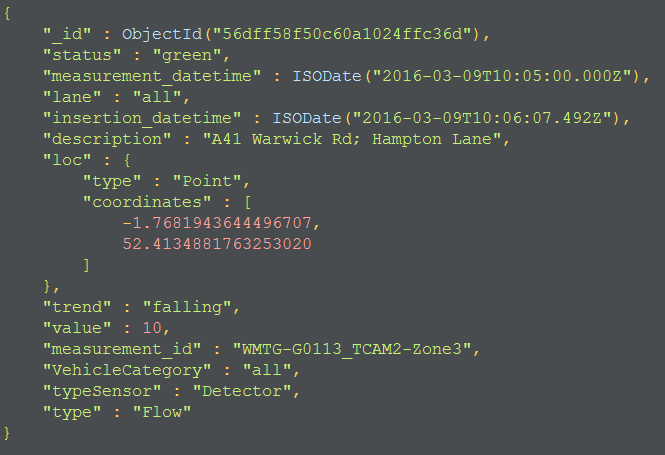 {
"_id" : ObjectId("56dff58f50c60a1024ffc36d"),
"status" : "green",
"measurement_datetime" : ISODate("2016-03-09T10:05:00.000Z"),
"lane" : "all",
"insertion_datetime" : ISODate("2016-03-09T10:06:07.492Z"),
"description" : "A41 Warwick Rd; Hampton Lane",
"loc" : {
"type" : "Point",
"coordinates" : [
-1.7681943644496707,
52.4134881763253020
]
},
"trend" : "falling",
"value" : 10,
"measurement_id" : "WMTG-G0113_TCAM2-Zone3",
"VehicleCategory" : "all",
"typeSensor" : "Detector",
"type" : "Flow"
}